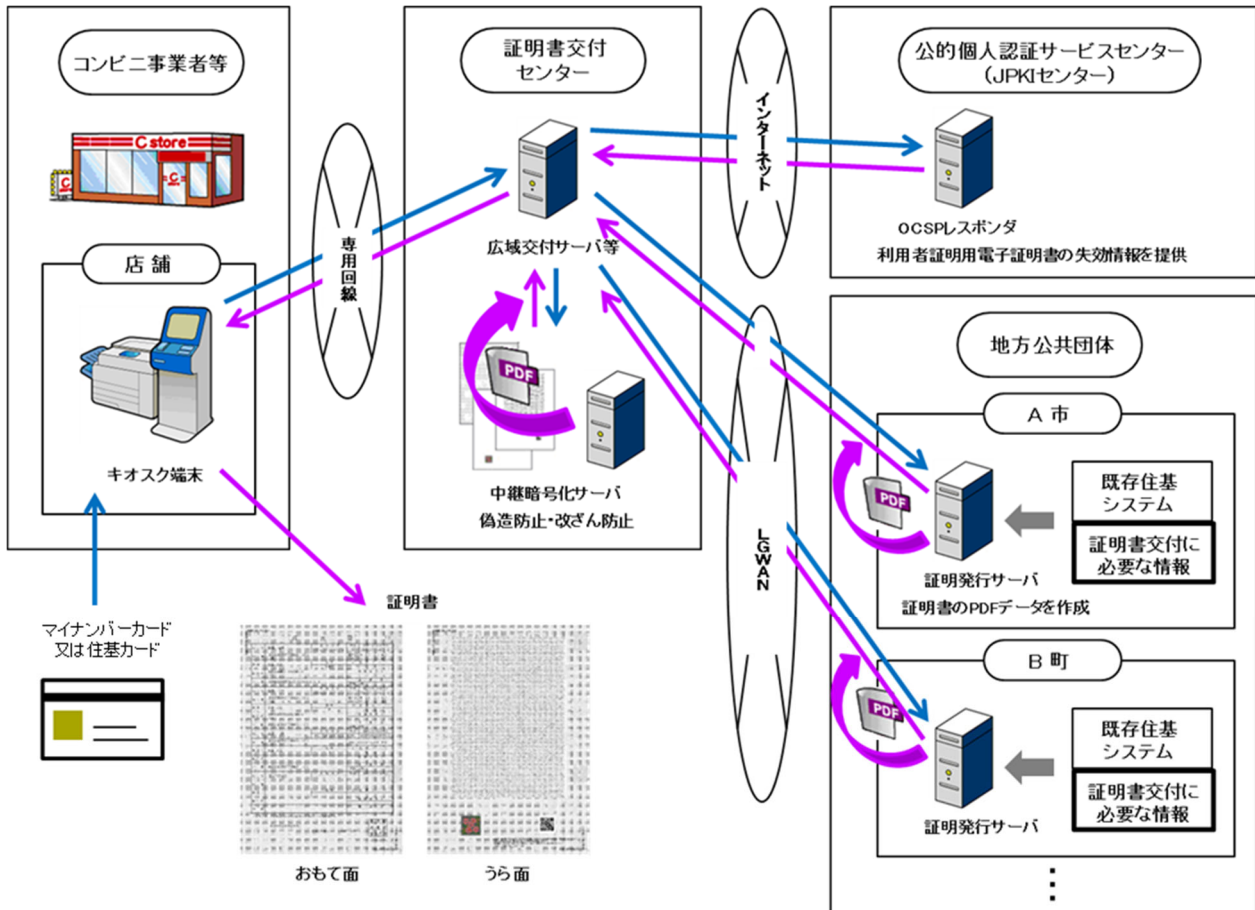 コンビニ事業者等
C store
C
C
store
店舗
キオスク端末
マイナンバーカード
又は住基カード
専用回線
証明書交付
センター
広域交付サーバ等
PDF
中継暗号化サーバ
偽造防止・改ざん防止
証明書
おもて面
うら面
インターネット
LGWAN
公的個人認証サービスセンター
(JPKIセンター)
OCSPレスポンダ
利用者証明用電子証明書の失効情報を提供
地方公共団体
A市
PDF
証明発行サーバ
証明書のPDFデータを作成
既存住基
システム
証明書交付に
必要な情報
B町
PDF
証明発行サーバ
既存住基
システム
証明書交付に
必要な情報